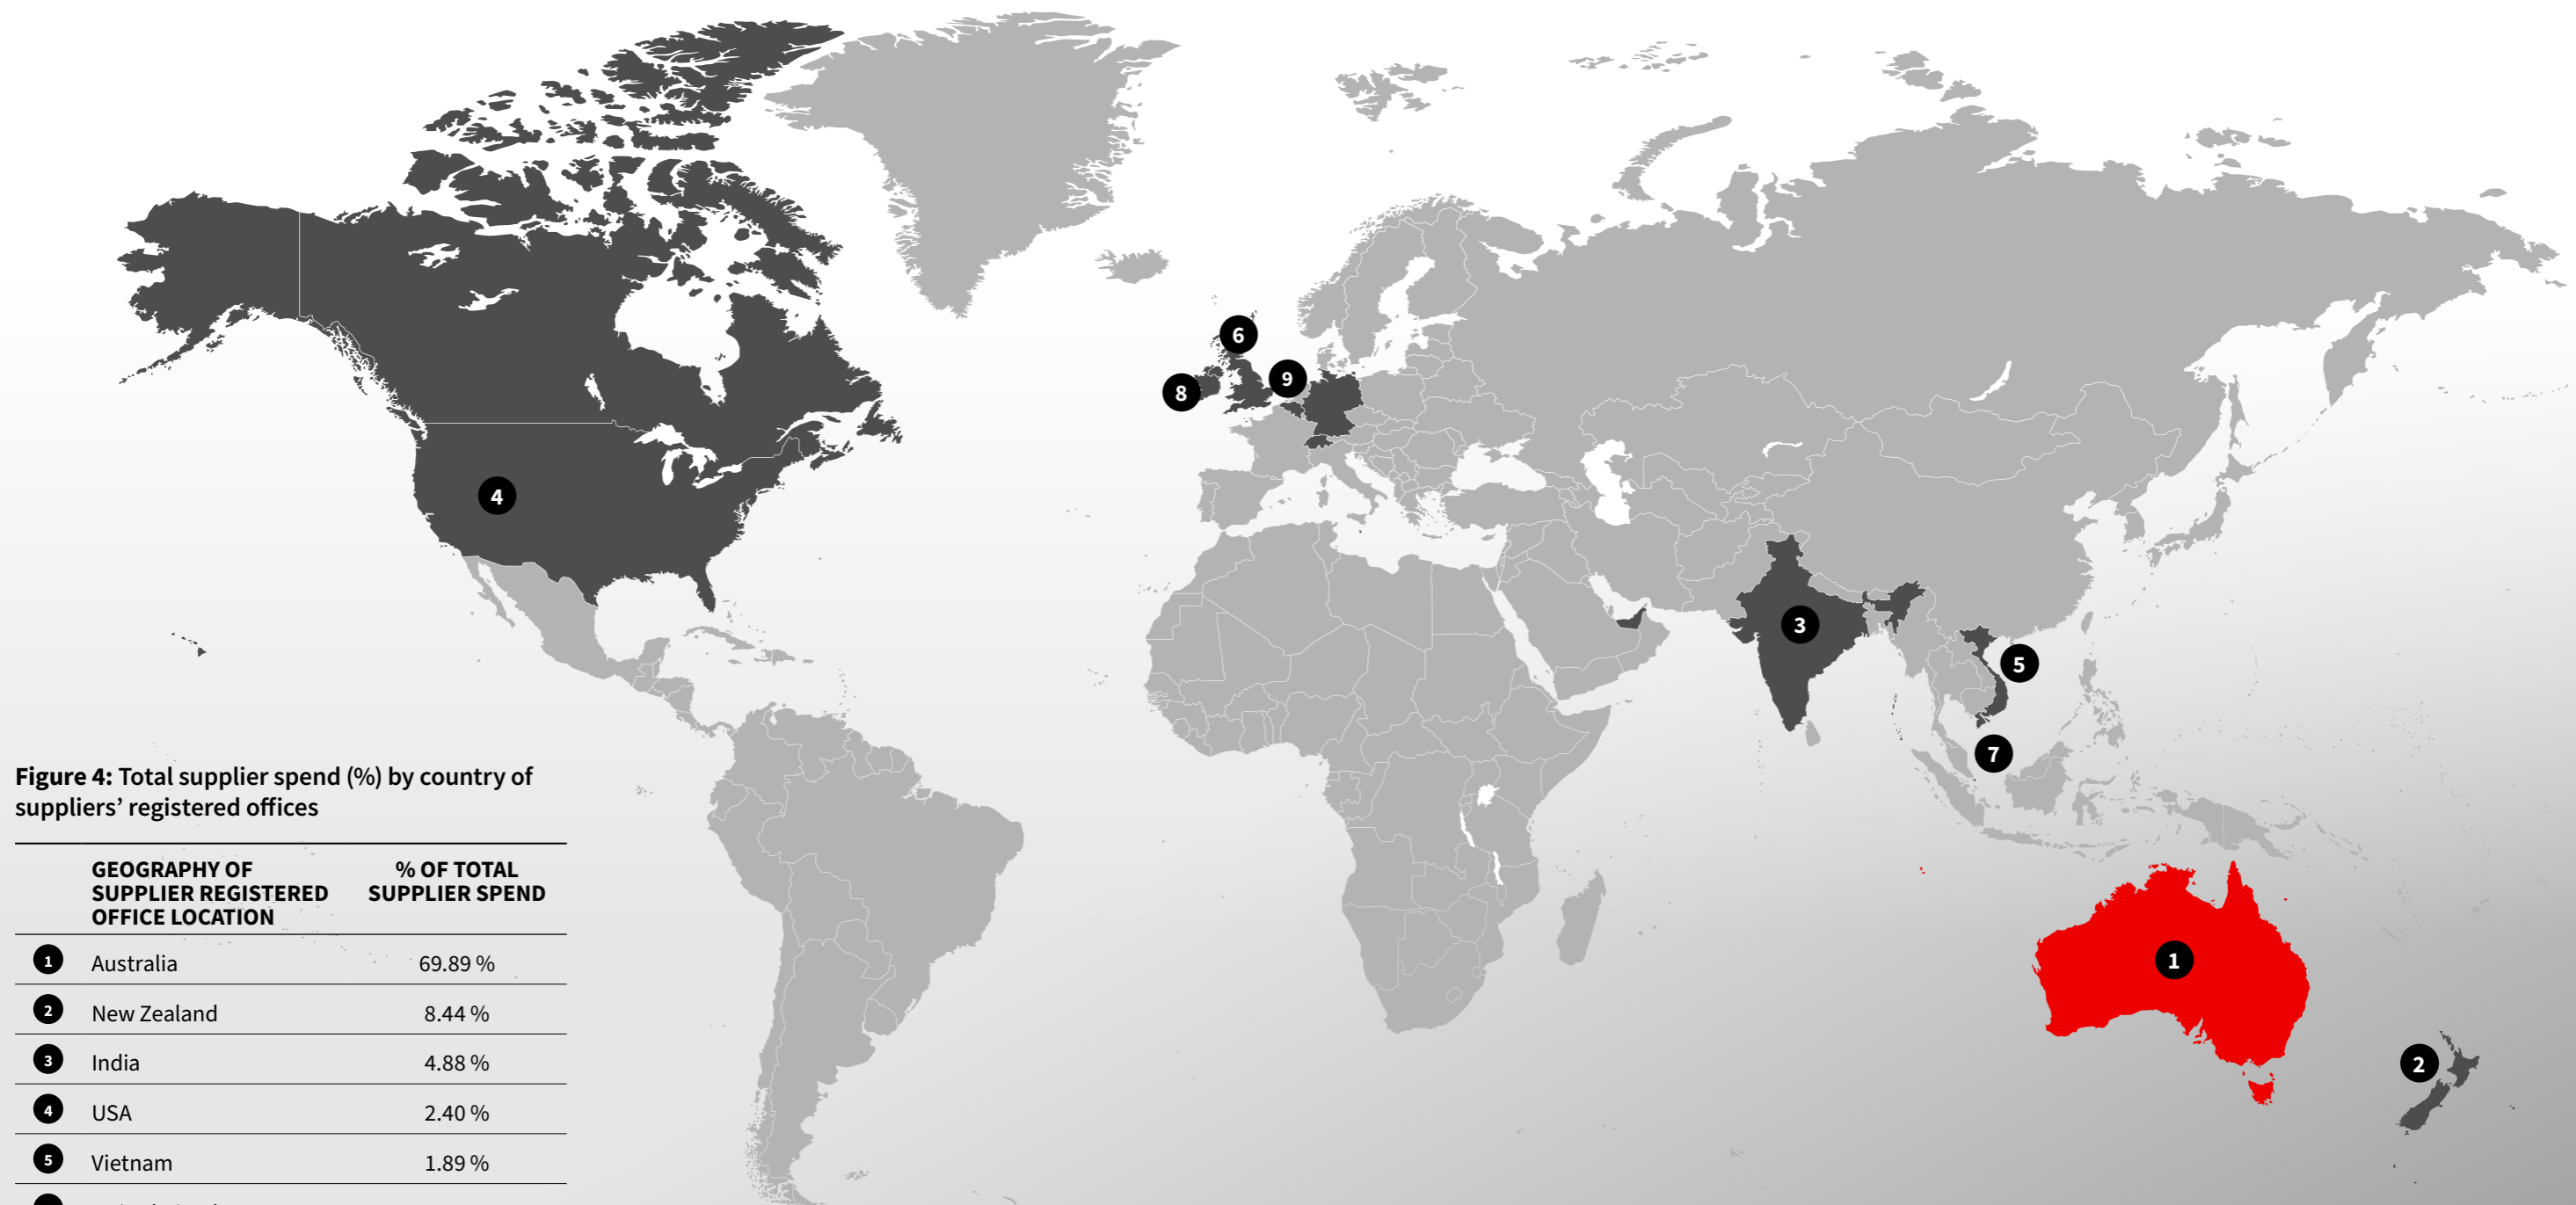 6
9
8
4
3
5
7
Figure 4: Total supplier spend (%) by country of
suppliers’ registered offices
GEOGRAPHY OF
SUPPLIER REGISTERED
OFFICE LOCATION
% OF TOTAL
SUPPLIER SPEND
1 Australia 69.89 %
2 New Zealand 8.44 %
3 India 4.88 %
4 USA 2.40 %
5 Vietnam 1.89 %
1
2